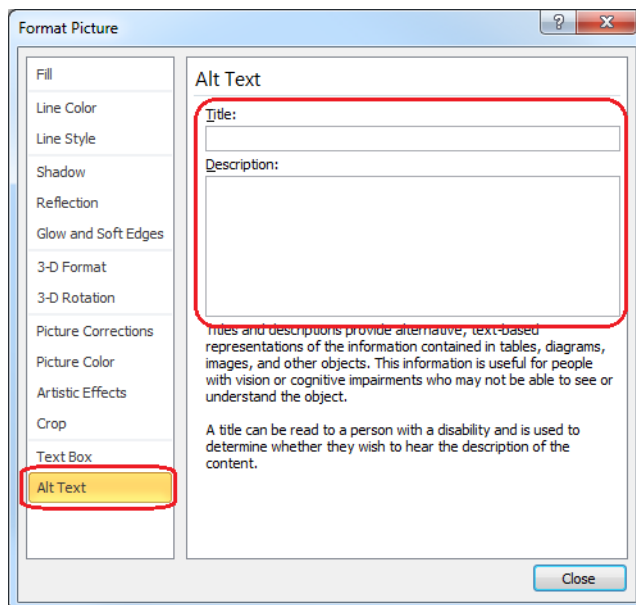 Format Picture
Fill
Line Color
Line Style
Shadow
Reflection
Glow and Soft Edges
3-D Format
3-D Rotation
Picture Corrections
Picture Color
Artistic Effects
Crop
Text Box
Alt Text
Alt Text
Title:
Description:
Titles and descriptions provide alternative, text-based
representations of the information contained in tables, diagrams,
images, and other objects. This information is useful for people
with vision or cognitive impairments who may not be able to see or
understand the object.
A title can be read to a person with a disability and is used to
determine whether they wish to hear the description of the
content.
Close